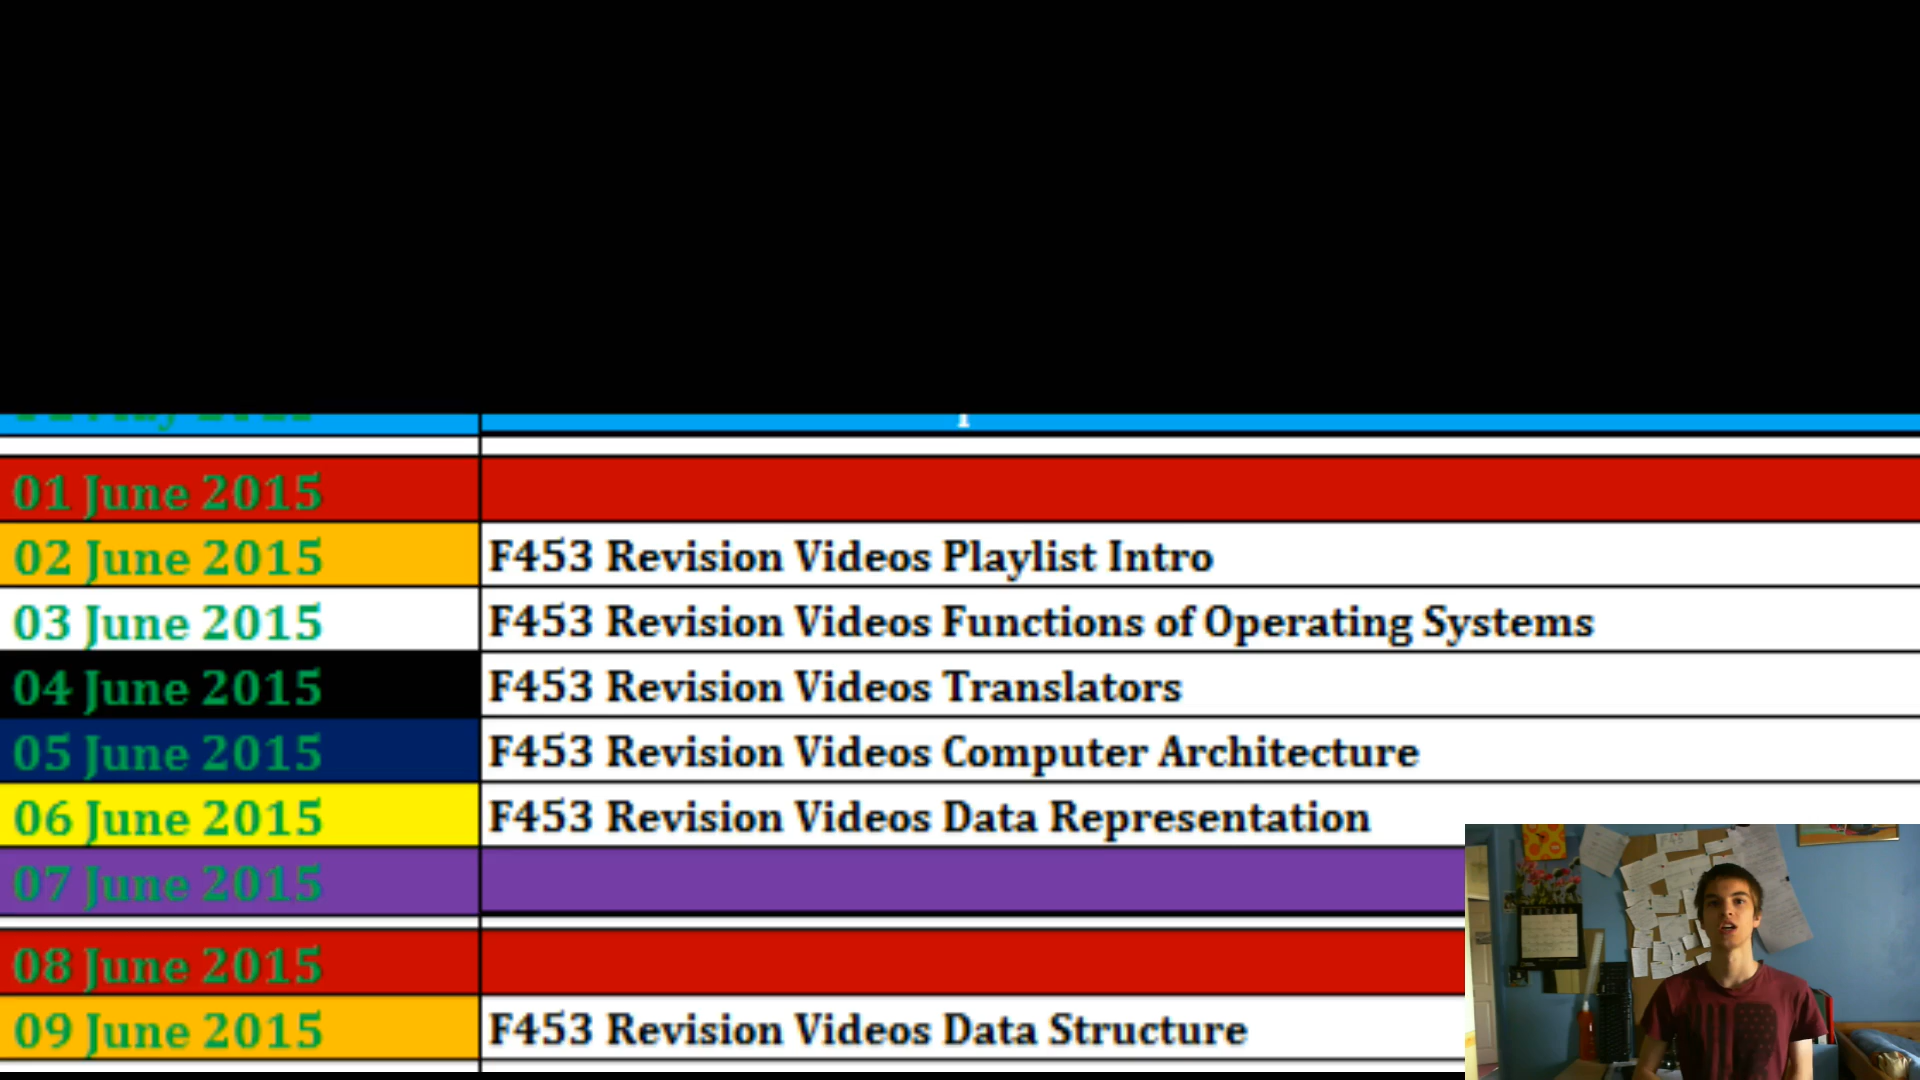 01 June 2015
02 June 2015 F453 Revision Videos Playlist Intro
03 June 2015 F453 Revision Videos Functions of Operating Systems
04 June 2015 F453 Revision Videos Translators
05 June 2015 F453 Revision Videos Computer Architecture
06 June 2015 F453 Revision Videos Data Representation
07 June 2015
08 June 2015
09 June 2015 F453 Revision Videos Data Structure